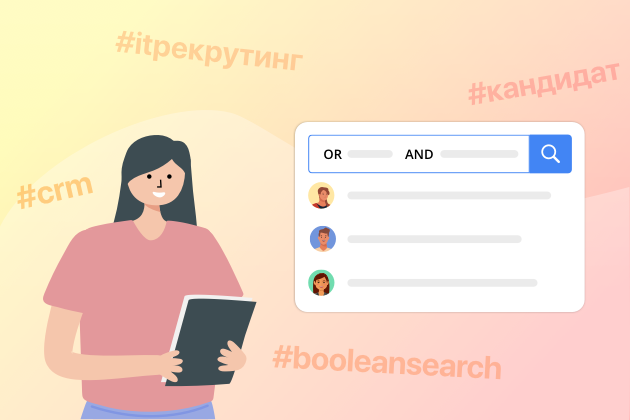 #itрекрутинг
#кандидат
OR AND
#crm
#booleansearch